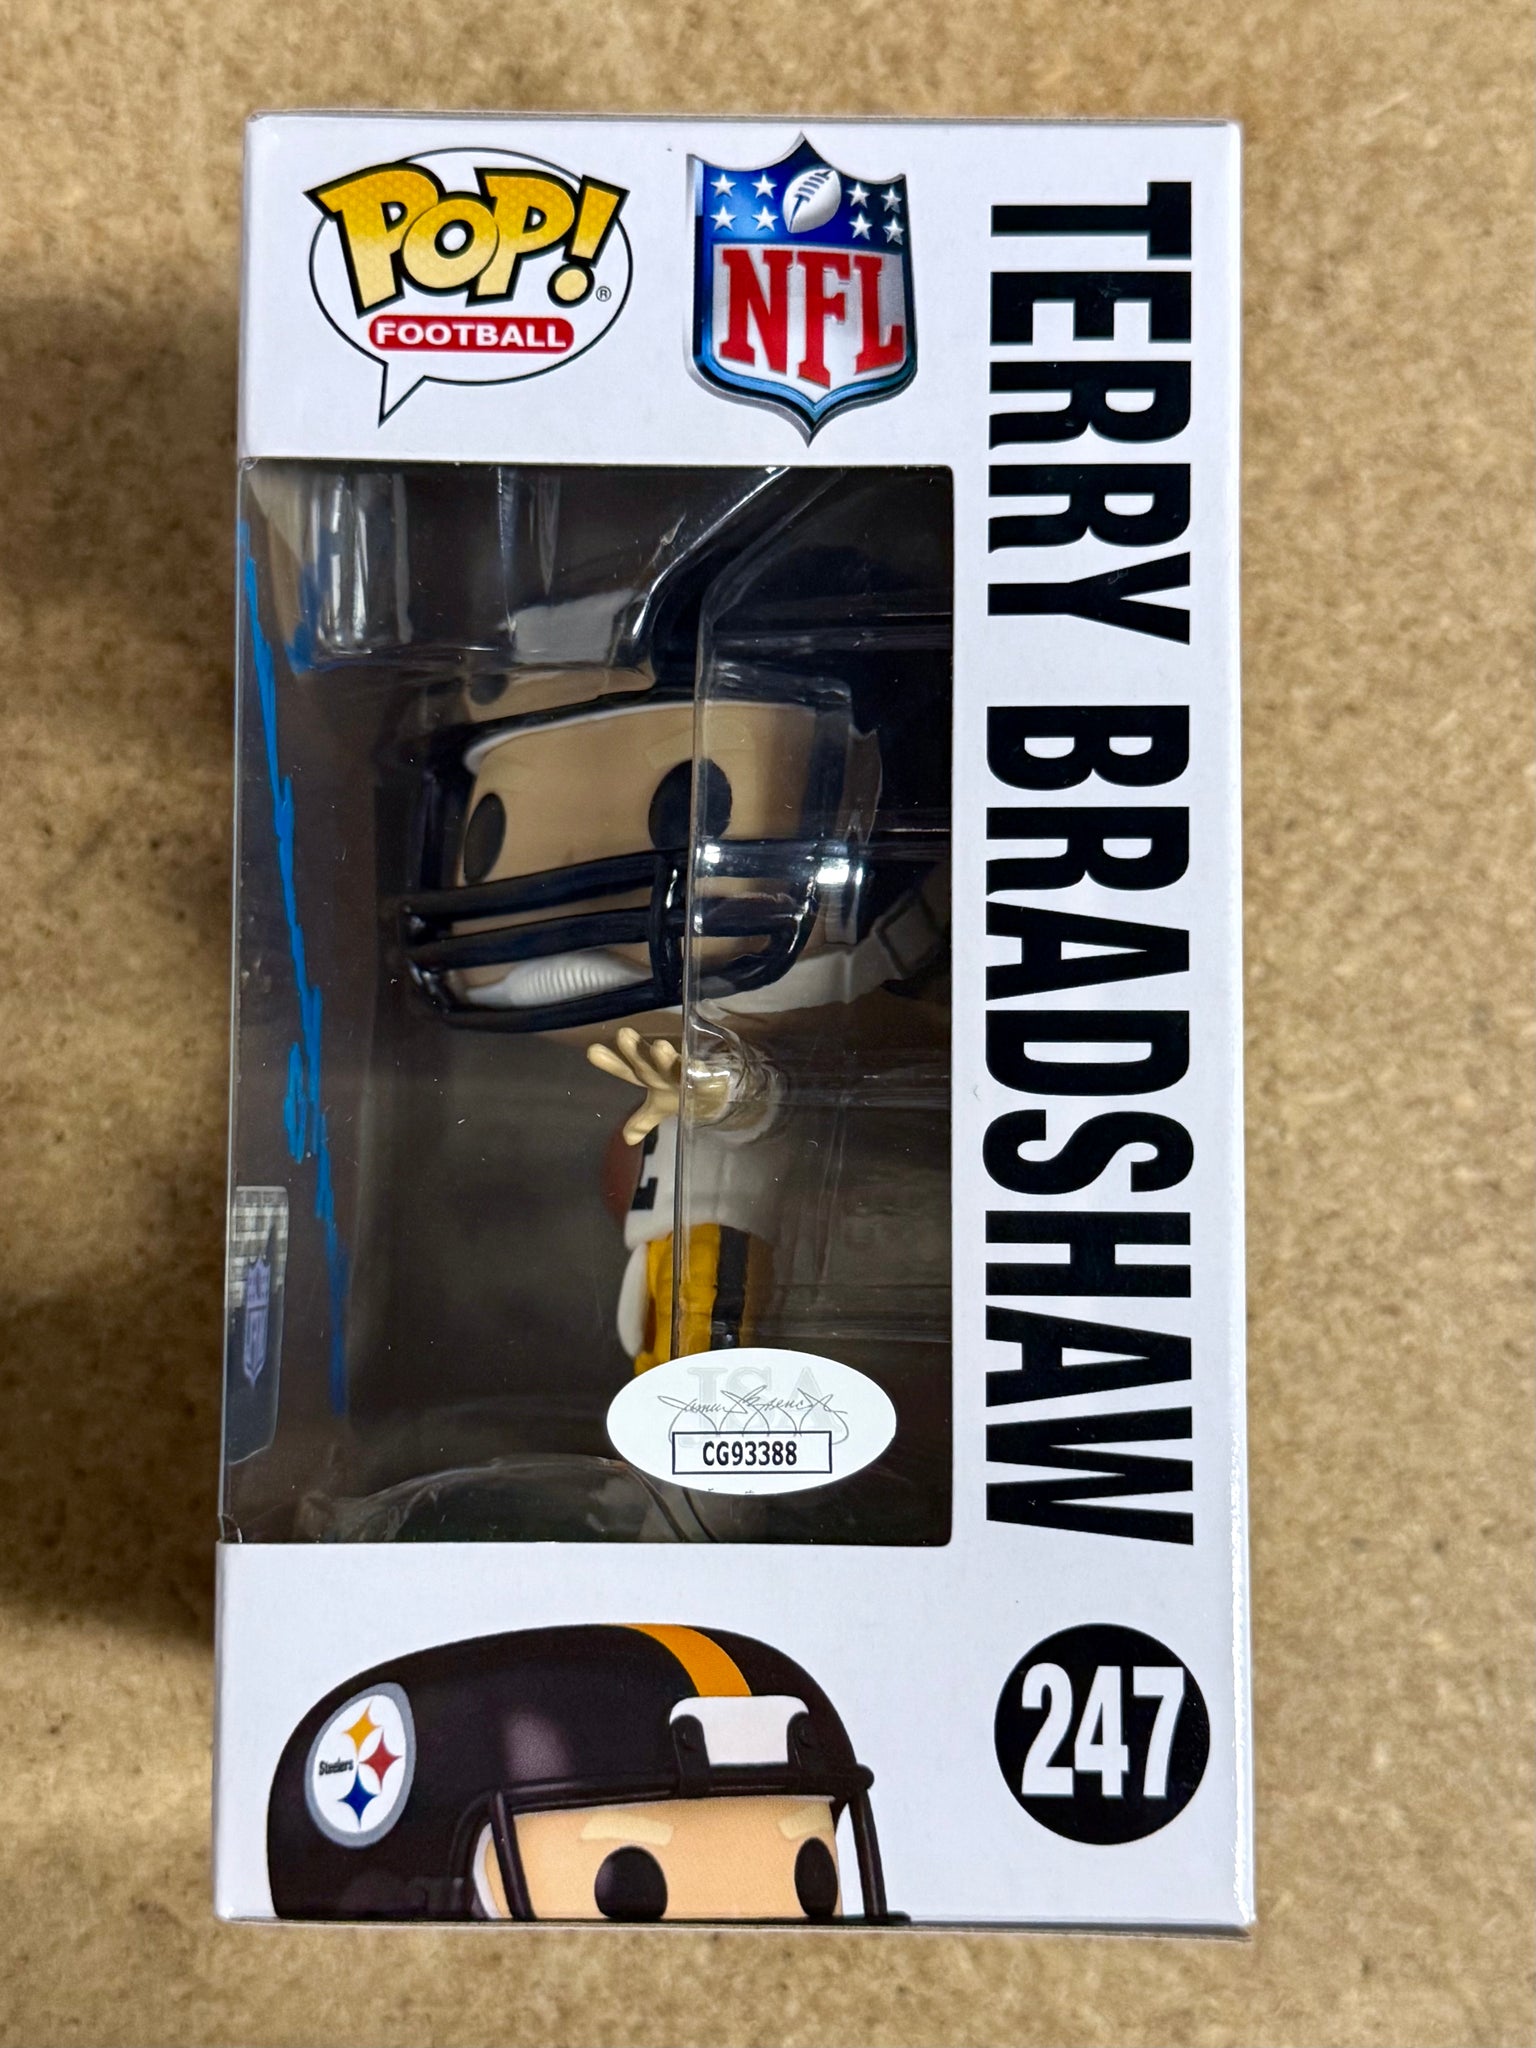 POP!®
FOOTBALL
NFL
TERRY BRADSHAW
JSA
CG93388
Steelers
247